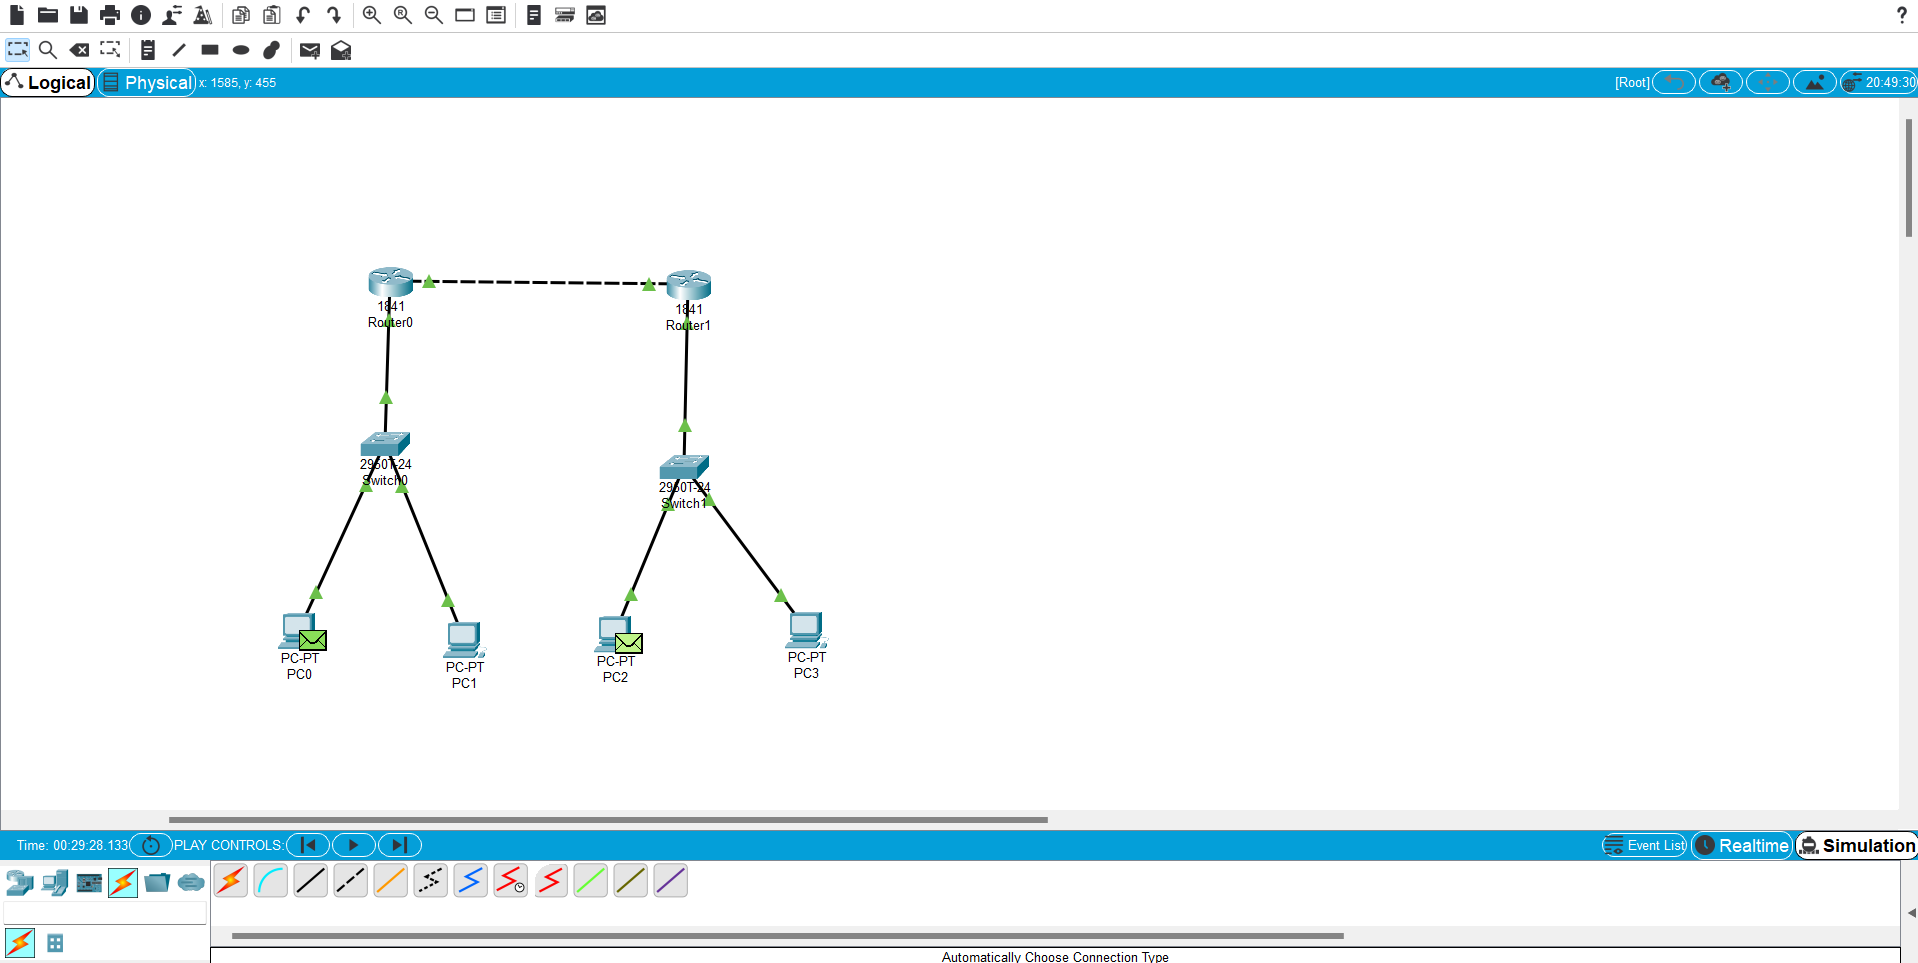 ?
Logical Physical x: 1585, y: 455 [Root] 20:49:30
1841
Router0
1841
Router1
2960T-24
Switch0
2960T-24
Switch1
PC-PT
PC0
PC-PT
PC1
PC-PT
PC2
PC-PT
PC3
Time: 00:29:28.133 PLAY CONTROLS: Event List Realtime Simulation
Automatically Choose Connection Type